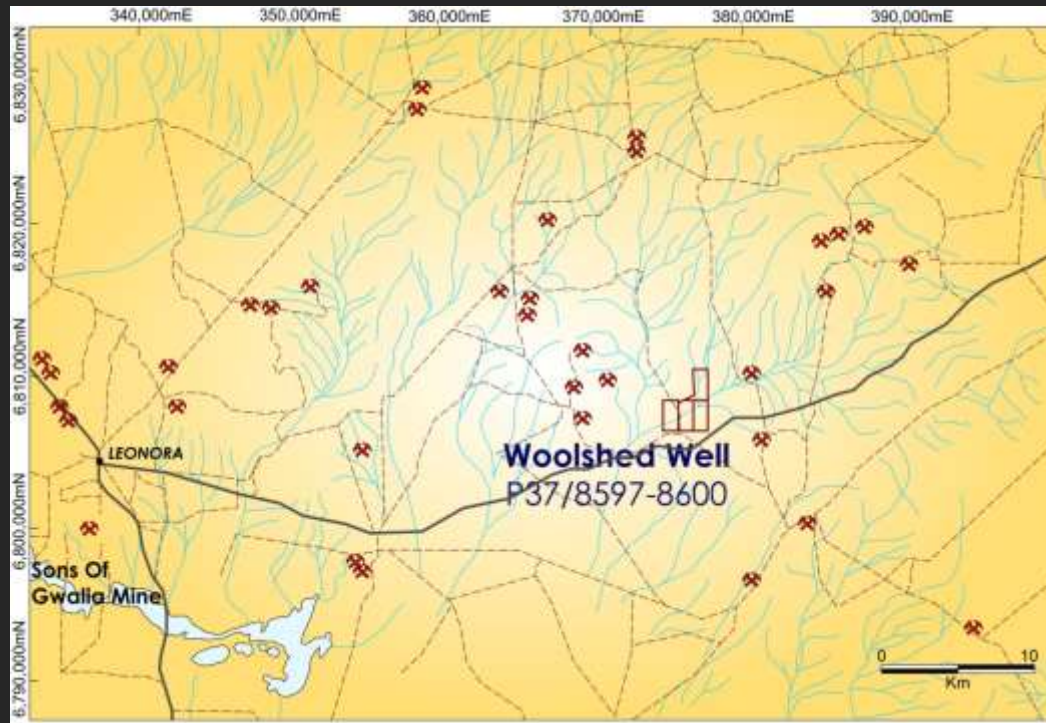 340,000mE
350,000mE
360,000mE
370,000mE
380,000mE
390,000mE
6,830,000mN
6,820,000mN
6,810,000mN
6,800,000mN
6,790,000mN
LEONORA
Woolshed Well
P37/8597-8600
Sons Of
Gwalia Mine
0 10
Km